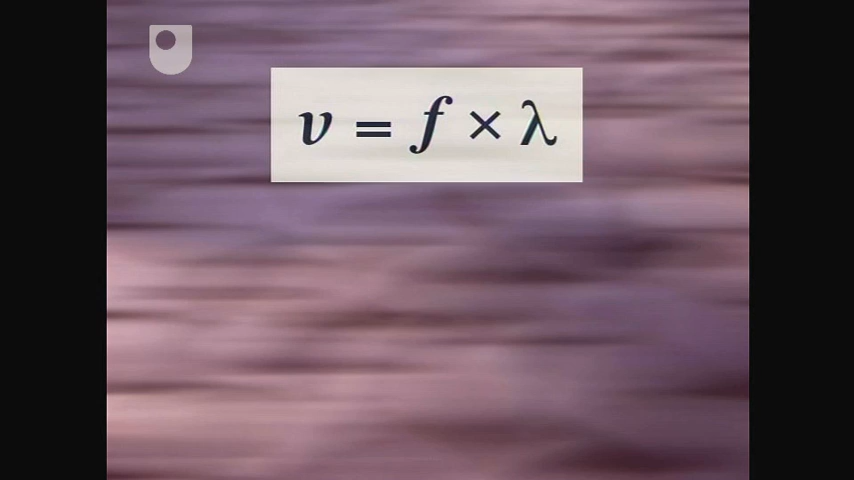 v = f × λ